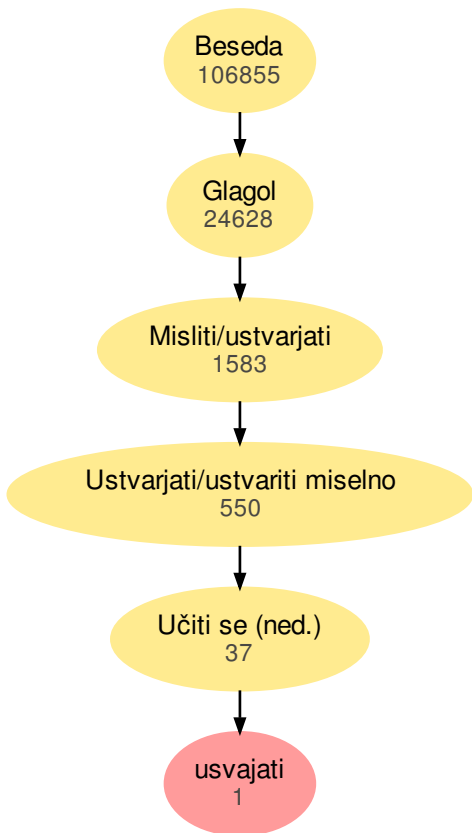 Beseda
106855
Glagol
24628
Misliti/ustvarjati
1583
Ustvarjati/ustvariti miselno
550
Učiti se (ned.)
37
usvajati
1